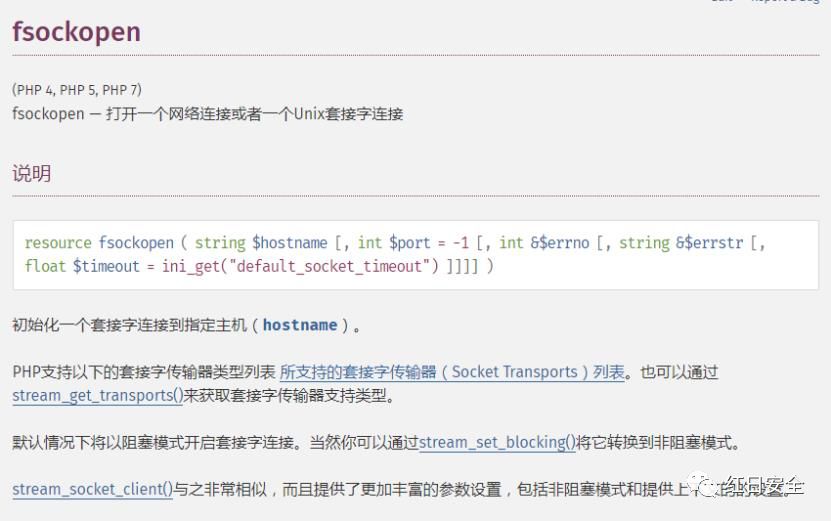 fsockopen
(PHP 4, PHP 5, PHP 7)
fsockopen — 打开一个网络连接或者一个Unix套接字连接
说明
resource fsockopen ( string $hostname [, int $port = -1 [, int &$errno [, string &$errstr [,
float $timeout = ini_get("default_socket_timeout") ]]]] )
初始化一个套接字连接到指定主机（hostname）。
PHP支持以下的套接字传输器类型列表 所支持的套接字传输器（Socket Transports）列表。也可以通过
stream_get_transports()来获取套接字传输器支持类型。
默认情况下将以阻塞模式开启套接字连接。当然你可以通过stream_set_blocking()将它转换到非阻塞模式。
stream_socket_client()与之非常相似，而且提供了更加丰富的参数设置，包括非阻塞模式和提供上
红日安全